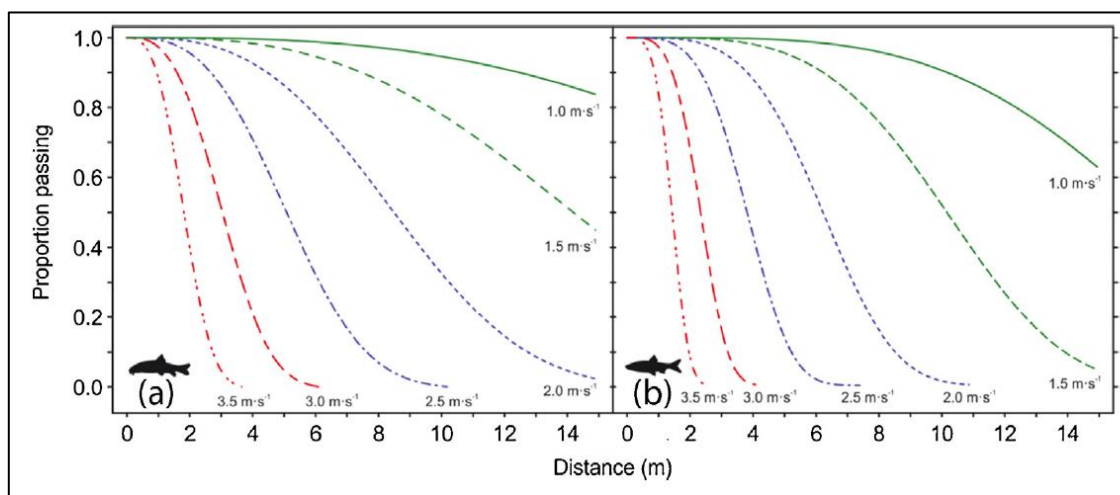 Proportion passing
1.0
0.8
0.6
0.4
0.2
0.0
1.0 m·s⁻¹
1.5 m·s⁻¹
2.0 m·s⁻¹
2.5 m·s⁻¹
3.0 m·s⁻¹
3.5 m·s⁻¹
(a)
0 2 4 6 8 10 12 14
1.0 m·s⁻¹
1.5 m·s⁻¹
3.5 m·s⁻¹ 3.0 m·s⁻¹ 2.5 m·s⁻¹ 2.0 m·s⁻¹
(b)
0 2 4 6 8 10 12 14
Distance (m)